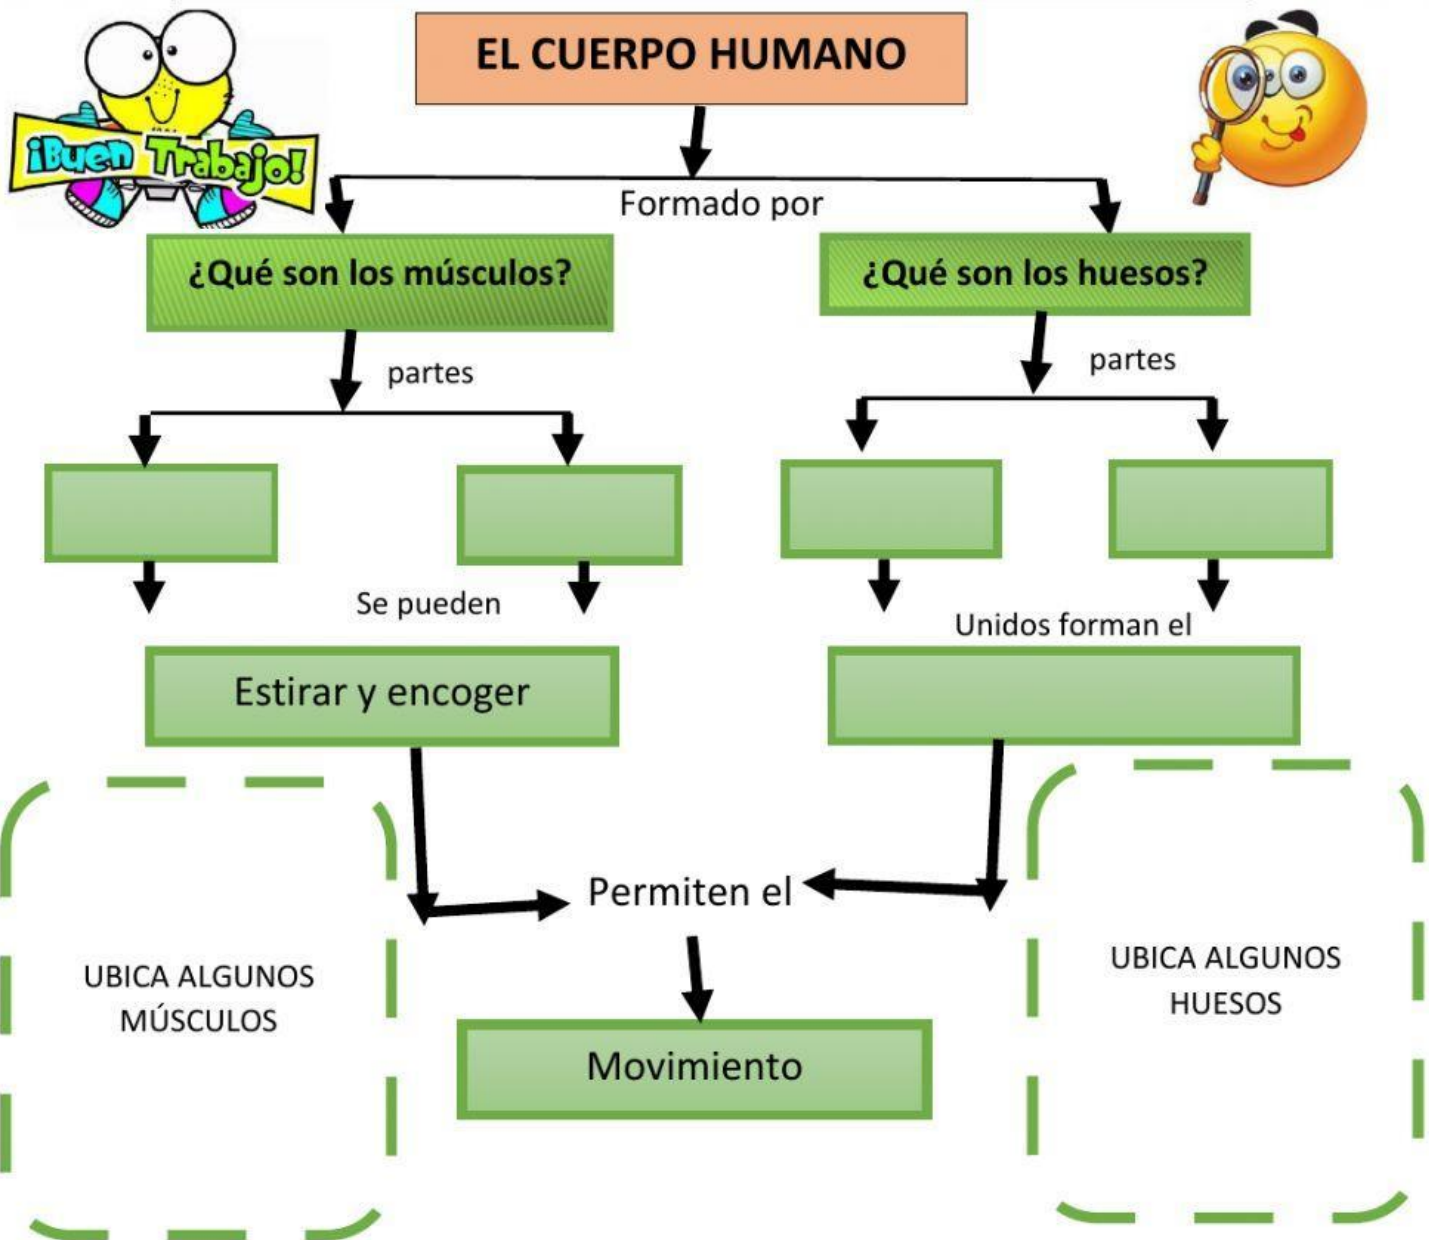 EL CUERPO HUMANO
¡Buen Trabajo!
Formado por
¿Qué son los músculos?
¿Qué son los huesos?
partes
partes
Se pueden
Unidos forman el
Estirar y encoger
Permiten el
UBICA ALGUNOS
MÚSCULOS
UBICA ALGUNOS
HUESOS
Movimiento